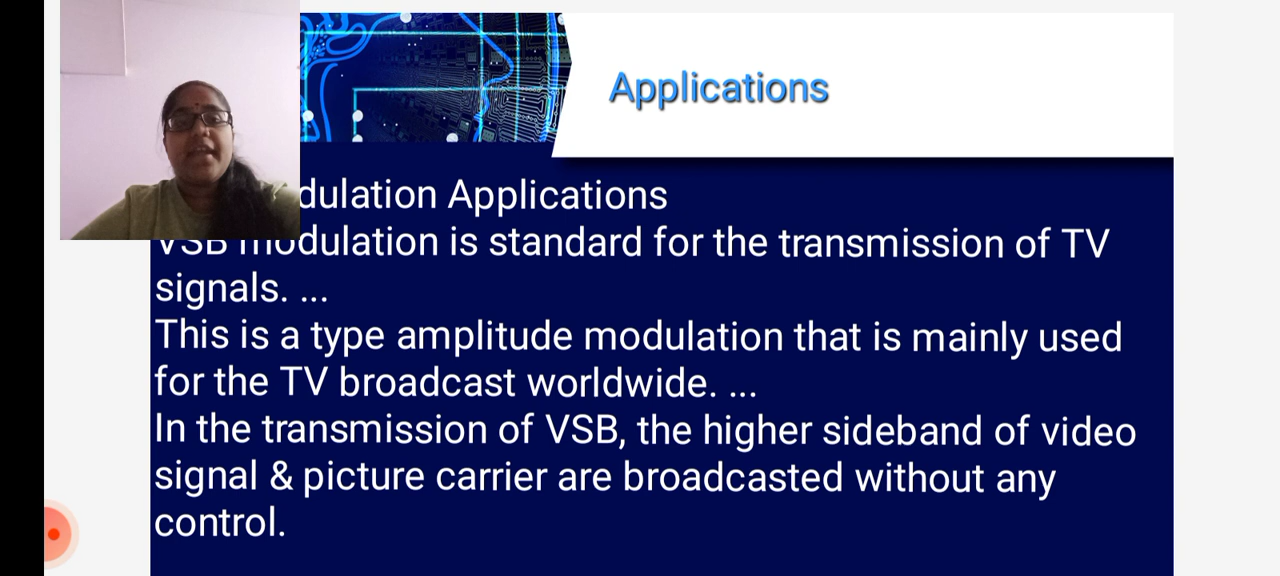 Applications
dulation Applications
VSB modulation is standard for the transmission of TV
signals. ...
This is a type amplitude modulation that is mainly used
for the TV broadcast worldwide. ...
In the transmission of VSB, the higher sideband of video
signal & picture carrier are broadcasted without any
control.